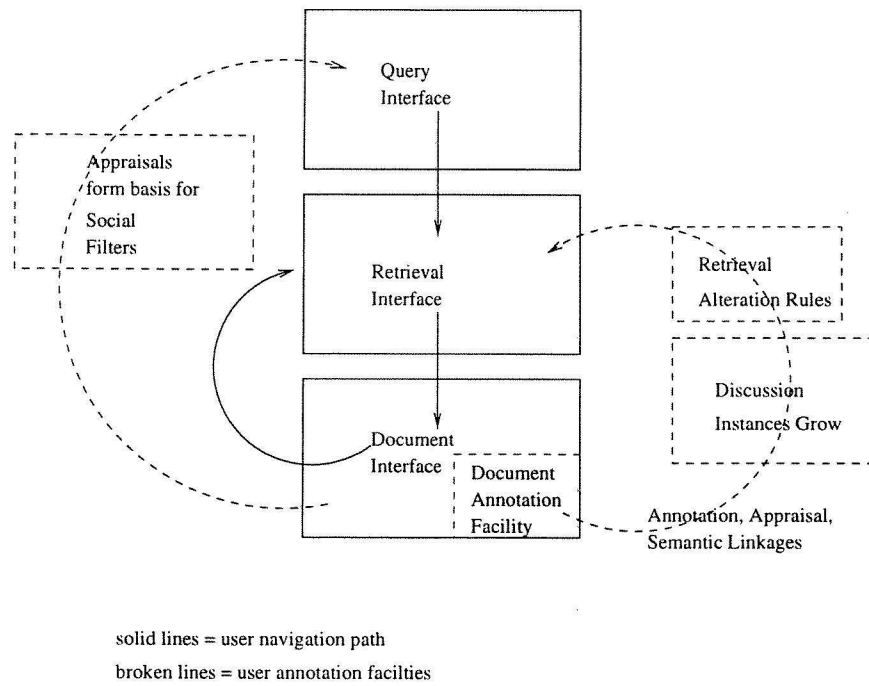 Query
Interface
Appraisals
form basis for
Social
Filters
Retrieval
Interface
Retrieval
Alteration Rules
Discussion
Instances Grow
Document
Interface
Document
Annotation
Facility
Annotation, Appraisal,
Semantic Linkages
solid lines = user navigation path
broken lines = user annotation facilties